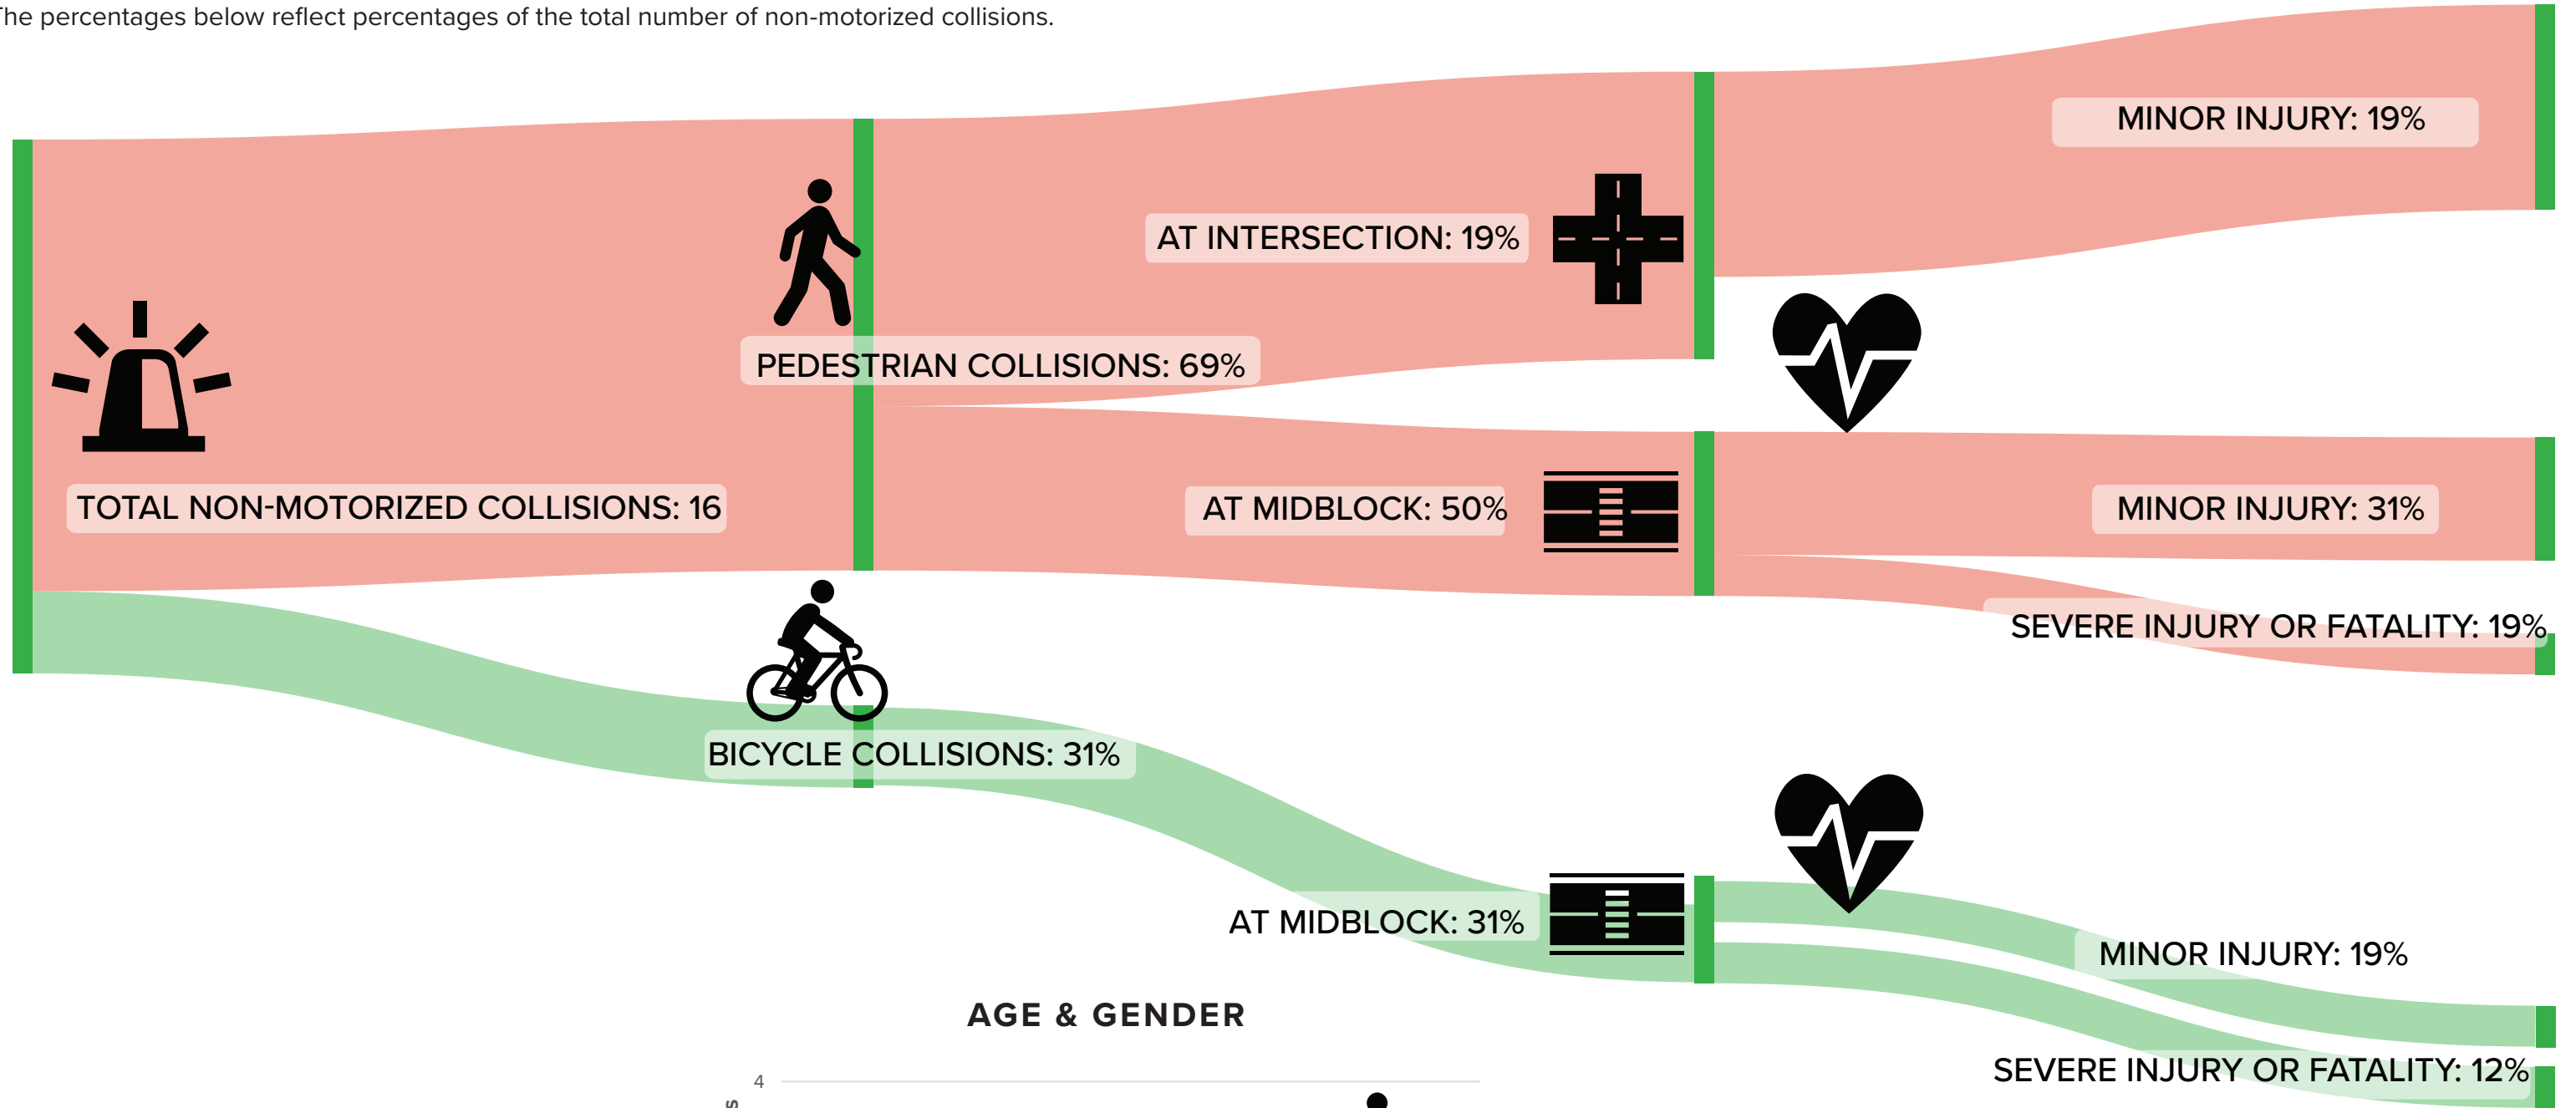 The percentages below reflect percentages of the total number of non-motorized collisions.
MINOR INJURY: 19%
AT INTERSECTION: 19%
PEDESTRIAN COLLISIONS: 69%
TOTAL NON-MOTORIZED COLLISIONS: 16
AT MIDBLOCK: 50%
MINOR INJURY: 31%
SEVERE INJURY OR FATALITY: 19%
BICYCLE COLLISIONS: 31%
AT MIDBLOCK: 31%
MINOR INJURY: 19%
SEVERE INJURY OR FATALITY: 12%
AGE & GENDER
4